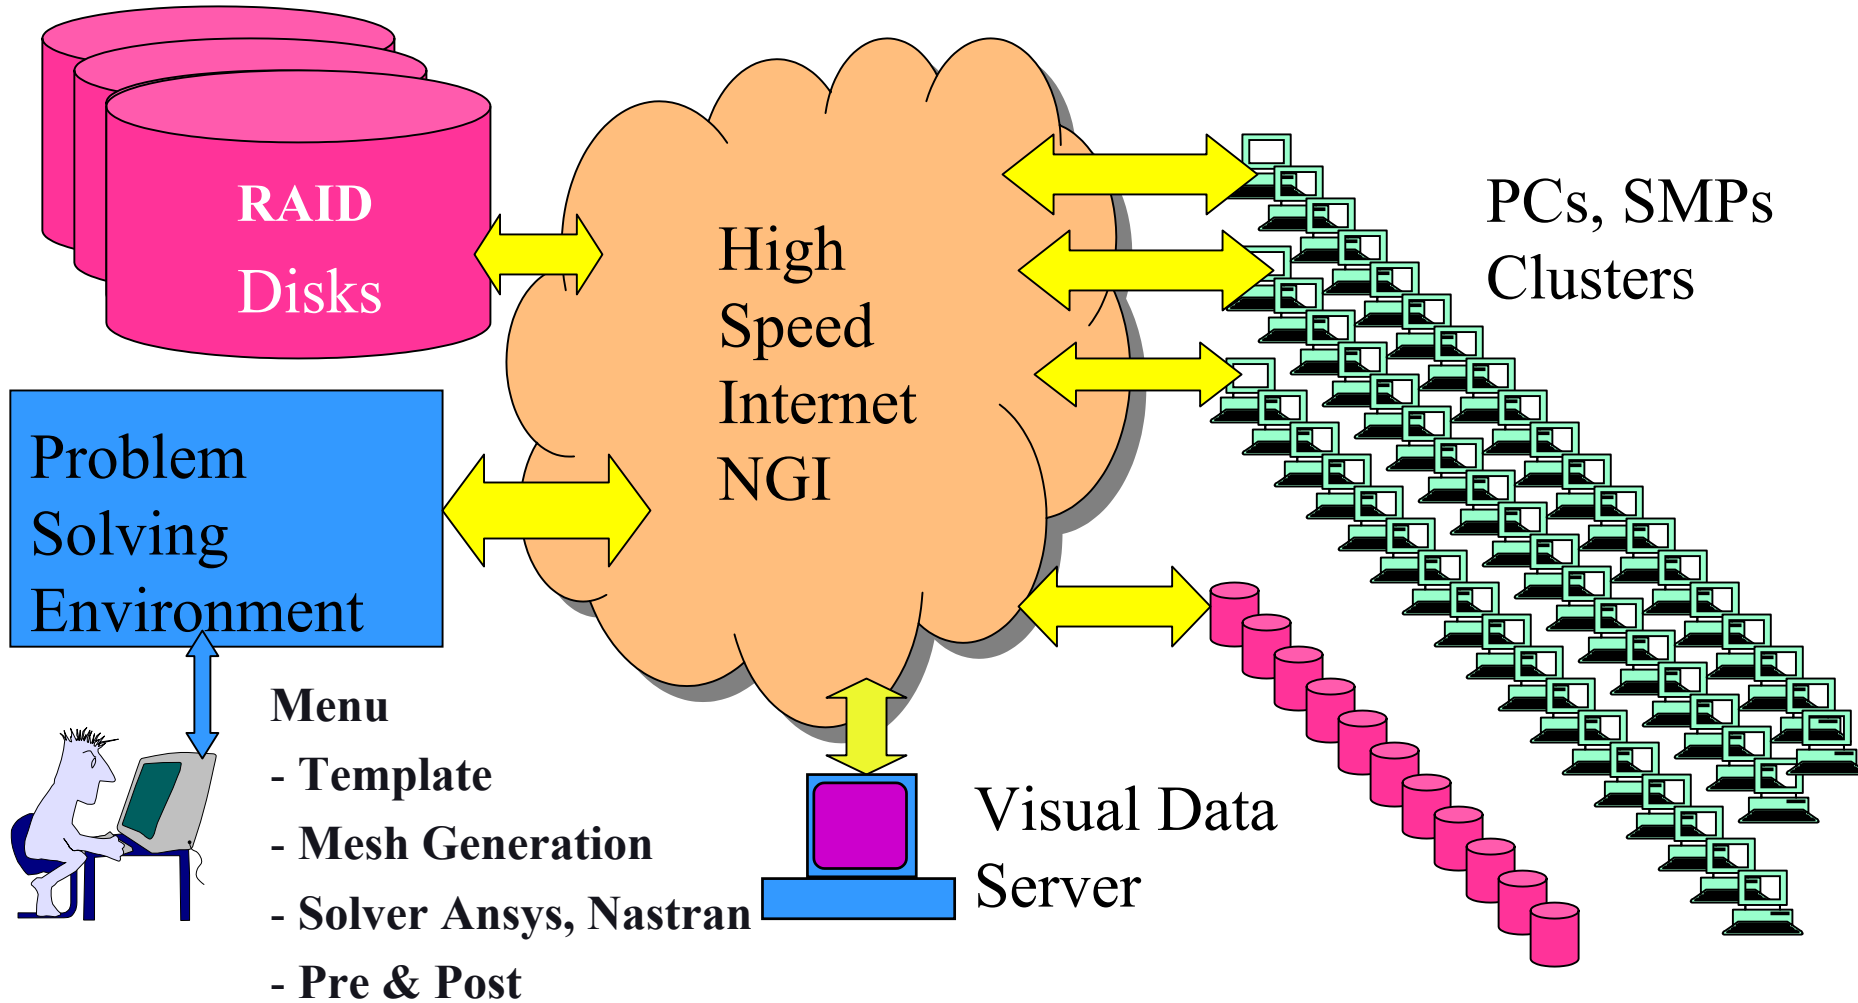 RAID
Disks
High
Speed
Internet
NGI
PCs, SMPs
Clusters
Problem
Solving
Environment
Menu
- Template
- Mesh Generation
- Solver Ansys, Nastran
- Pre & Post
Visual Data
Server